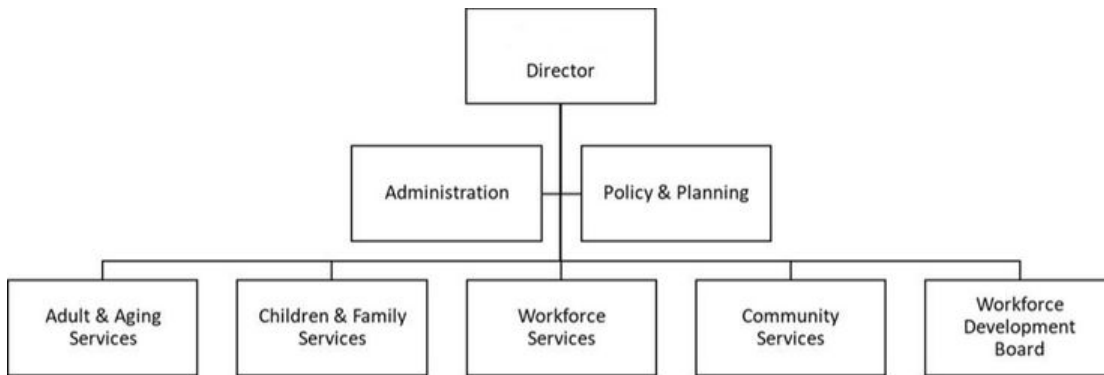 Director
Administration
Policy & Planning
Adult & Aging
Services
Children & Family
Services
Workforce
Services
Community
Services
Workforce
Development
Board